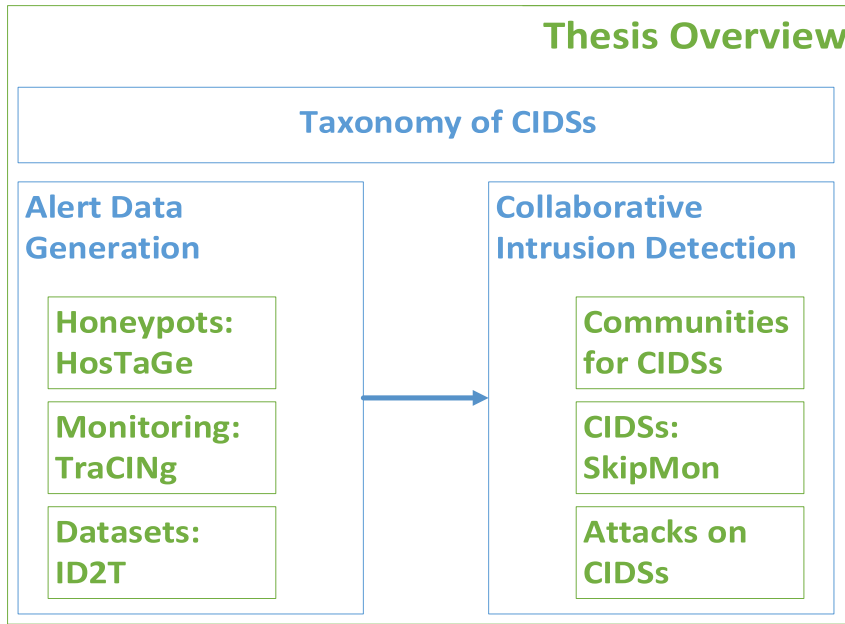 Thesis Overview
Taxonomy of CIDSs
Alert Data
Generation
Honeypots:
HosTaGe
Monitoring:
TraCINg
Datasets:
ID2T
Collaborative
Intrusion Detection
Communities
for CIDSs
CIDSs:
SkipMon
Attacks on
CIDSs